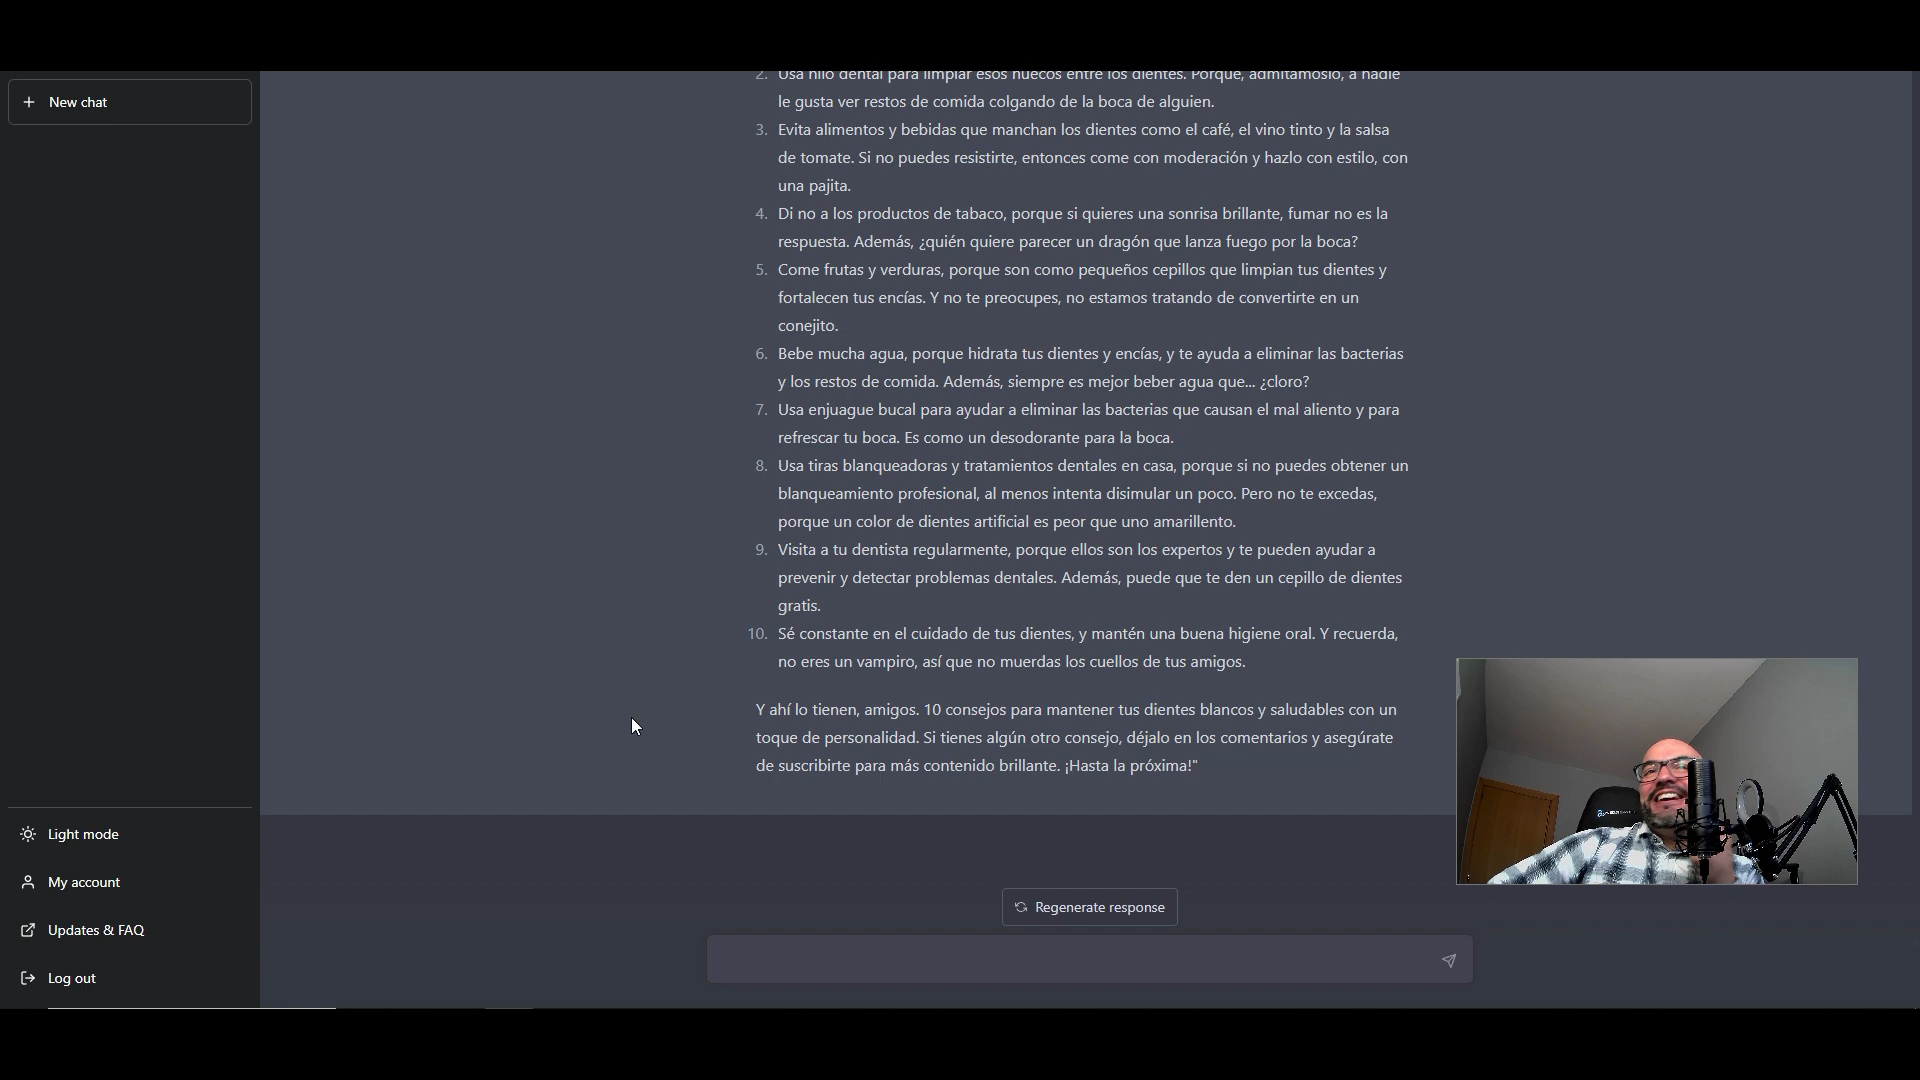 New chat
2. Usa hilo dental para limpiar esos huecos entre los dientes. Porque, admitámoslo, a nadie
le gusta ver restos de comida colgando de la boca de alguien.
3. Evita alimentos y bebidas que manchan los dientes como el café, el vino tinto y la salsa
de tomate. Si no puedes resistirte, entonces come con moderación y hazlo con estilo, con
una pajita.
4. Di no a los productos de tabaco, porque si quieres una sonrisa brillante, fumar no es la
respuesta. Además, ¿quién quiere parecer un dragón que lanza fuego por la boca?
5. Come frutas y verduras, porque son como pequeños cepillos que limpian tus dientes y
fortalecen tus encías. Y no te preocupes, no estamos tratando de convertirte en un
conejito.
6. Bebe mucha agua, porque hidrata tus dientes y encías, y te ayuda a eliminar las bacterias
y los restos de comida. Además, siempre es mejor beber agua que... ¿cloro?
7. Usa enjuague bucal para ayudar a eliminar las bacterias que causan el mal aliento y para
refrescar tu boca. Es como un desodorante para la boca.
8. Usa tiras blanqueadoras y tratamientos dentales en casa, porque si no puedes obtener un
blanqueamiento profesional, al menos intenta disimular un poco. Pero no te excedas,
porque un color de dientes artificial es peor que uno amarillento.
9. Visita a tu dentista regularmente, porque ellos son los expertos y te pueden ayudar a
prevenir y detectar problemas dentales. Además, puede que te den un cepillo de dientes
gratis.
10. Sé constante en el cuidado de tus dientes, y mantén una buena higiene oral. Y recuerda,
no eres un vampiro, así que no muerdas los cuellos de tus amigos.
Y ahí lo tienen, amigos. 10 consejos para mantener tus dientes blancos y saludables con un
toque de personalidad. Si tienes algún otro consejo, déjalo en los comentarios y asegúrate
de suscribirte para más contenido brillante. ¡Hasta la próxima!"
Light mode
My account
Updates & FAQ
Log out
Regenerate response